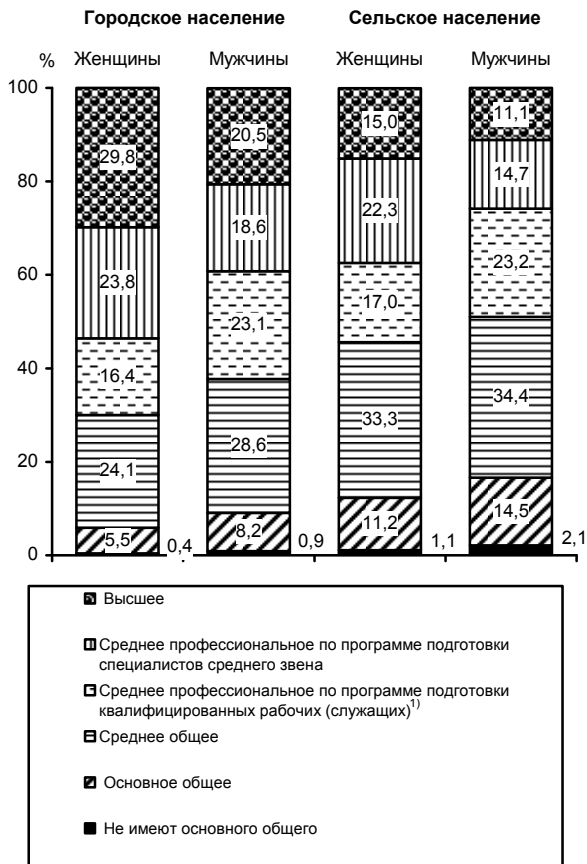 Городское население Сельское население
% Женщины Мужчины Женщины Мужчины
100
80
60
40
20
0
29,8 20,5 15,0 11,1
23,8 18,6 22,3 14,7
16,4 23,1 17,0 23,2
24,1 28,6 33,3 34,4
5,5 8,2 11,2 14,5
0,4 0,9 1,1 2,1
Высшее
Среднее профессиональное по программе подготовки
специалистов среднего звена
Среднее профессиональное по программе подготовки
квалифицированных рабочих (служащих)1)
Среднее общее
Основное общее
Не имеют основного общего